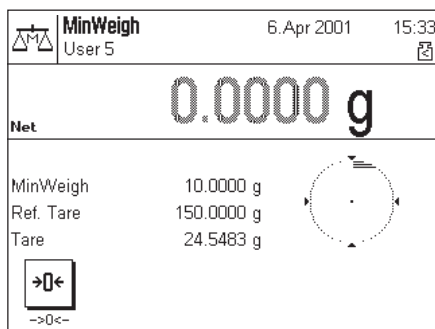 MinWeigh 6.Apr 2001 15:33
User 5
0.0000 g
Net
MinWeigh 10.0000 g
Ref. Tare 150.0000 g
Tare 24.5483 g
→0←
->0<-